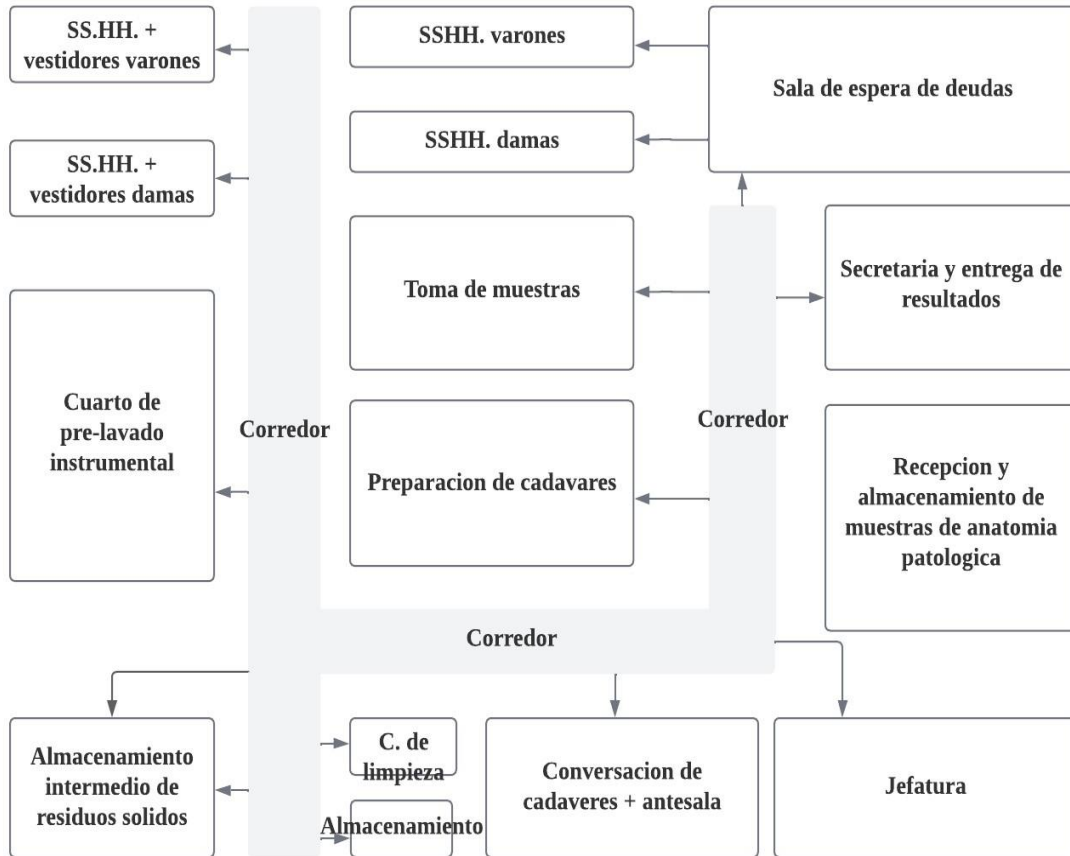 SS.HH. +
vestidores varones
SSHH. varones
Sala de espera de deudas
SSHH. damas
SS.HH. +
vestidores damas
Toma de muestras
Secretaria y entrega de
resultados
Cuarto de
pre-lavado
instrumental
Corredor
Corredor
Preparacion de cadavares
Recepcion y
almacenamiento de
muestras de anatomia
patologica
Corredor
Almacenamiento
intermedio de
residuos solidos
C. de
limpieza
Almacenamiento
Conversacion de
cadaveres + antesala
Jefatura